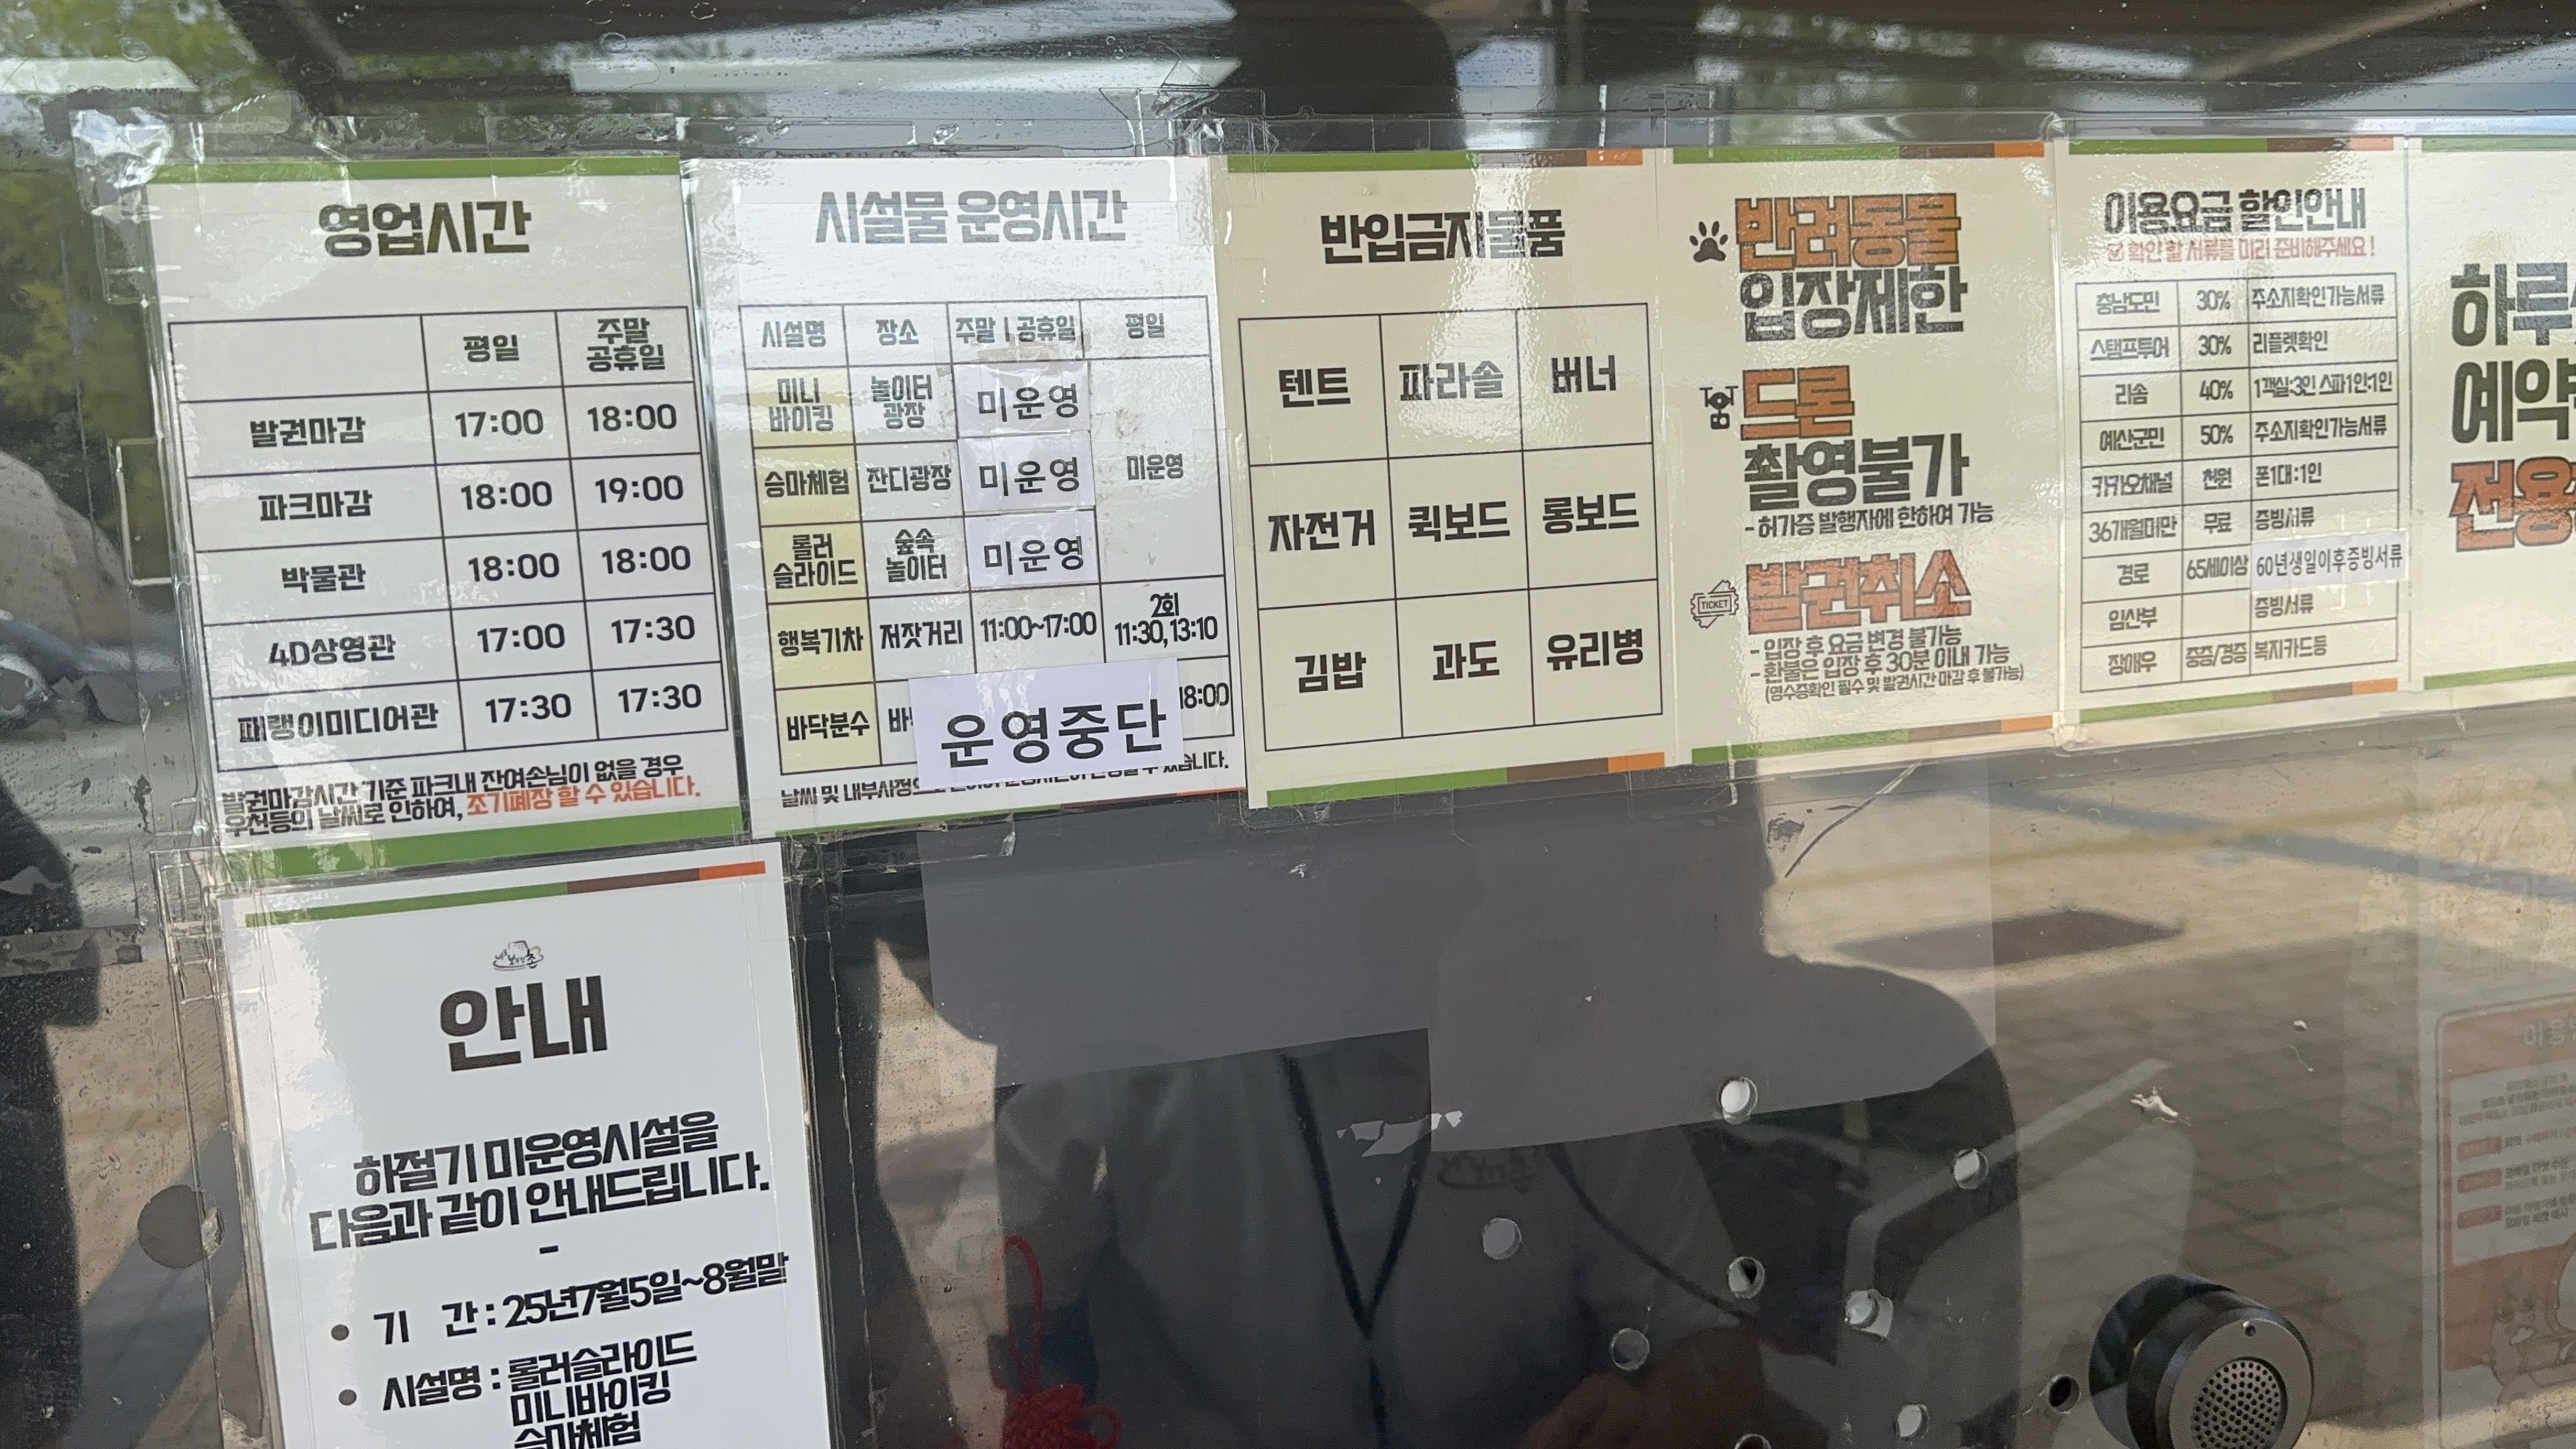 영업시간
평일 주말 공휴일
발권마감 17:00 18:00
파크마감 18:00 19:00
박물관 18:00 18:00
4D상영관 17:00 17:30
패랭이미디어관 17:30 17:30
발권마감시간 기준 파크내 잔여손님이 없을 경우
우천등의 날씨로 인하여, 조기폐장 할 수 있습니다.
시설물 운영시간
시설명 장소 주말 | 공휴일 평일
미니 바이킹 놀이터 광장 미운영
승마체험 잔디광장 미운영 미운영
롤러 슬라이드 숲속 놀이터 미운영
행복기차 저잣거리 11:00~17:00 2회 11:30, 13:10
바닥분수 18:00
운영중단
날씨 및 내부사정 있습니다.
반입금지물품
텐트 파라솔 버너
자전거 퀵보드 롱보드
김밥 과도 유리병
반려동물
입장제한
드론
촬영불가
- 허가증 발행자에 한하여 가능
TICKET
발권취소
- 입장 후 요금 변경 불가능
- 환불은 입장 후 30분 이내 가능
(영수증확인 필수 및 발권시간 마감 후 불가능)
이용요금 할인안내
확인 할 서류를 미리 준비해주세요 !
충남도민 30% 주소지확인가능서류
스탬프투어 30% 리플렛확인
리솜 40% 1객실:3인 스파1인:1인
예산군민 50% 주소지확인가능서류
카카오채널 천원 폰1대:1인
36개월미만 무료 증빙서류
경로 65세이상 60년생일이후증빙서류
임산부 증빙서류
장애우 중증/경증 복지카드등
하루
예약
전용
안내
하절기 미운영시설을
다음과 같이 안내드립니다.
-
• 기 간 : 25년7월5일~8월말
• 시설명 : 롤러슬라이드
미니바이킹
승마체험